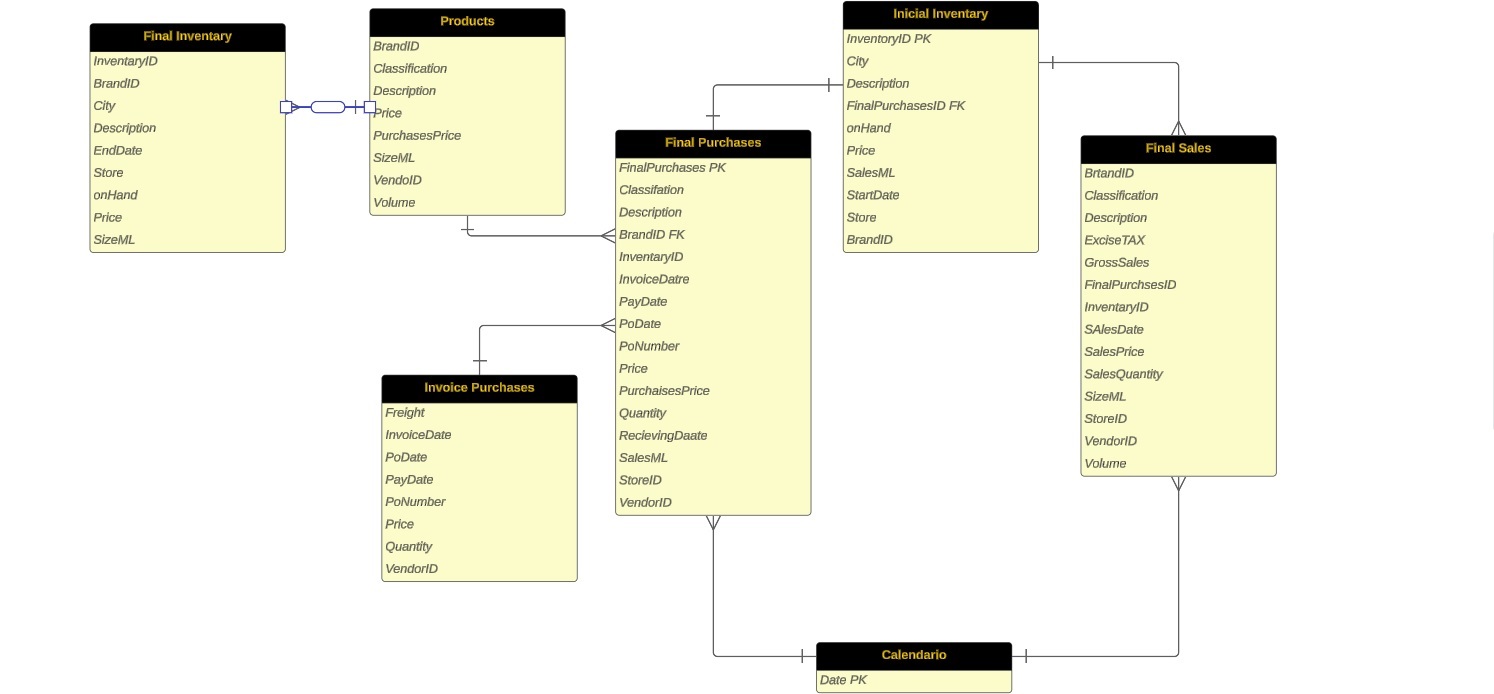 Final Inventary
InventaryID
BrandID
City
Description
EndDate
Store
onHand
Price
SizeML
Products
BrandID
Classification
Description
Price
PurchasesPrice
SizeML
VendoID
Volume
Inicial Inventary
InventoryID PK
City
Description
FinalPurchasesID FK
onHand
Price
SalesML
StartDate
Store
BrandID
Final Purchases
FinalPurchases PK
Classifation
Description
BrandID FK
InventaryID
InvoiceDatre
PayDate
PoDate
PoNumber
Price
PurchaisesPrice
Quantity
RecievingDaate
SalesML
StoreID
VendorID
Final Sales
BrtandID
Classification
Description
ExciseTAX
GrossSales
FinalPurchsesID
InventaryID
SAlesDate
SalesPrice
SalesQuantity
SizeML
StoreID
VendorID
Volume
Invoice Purchases
Freight
InvoiceDate
PoDate
PayDate
PoNumber
Price
Quantity
VendorID
Calendario
Date PK